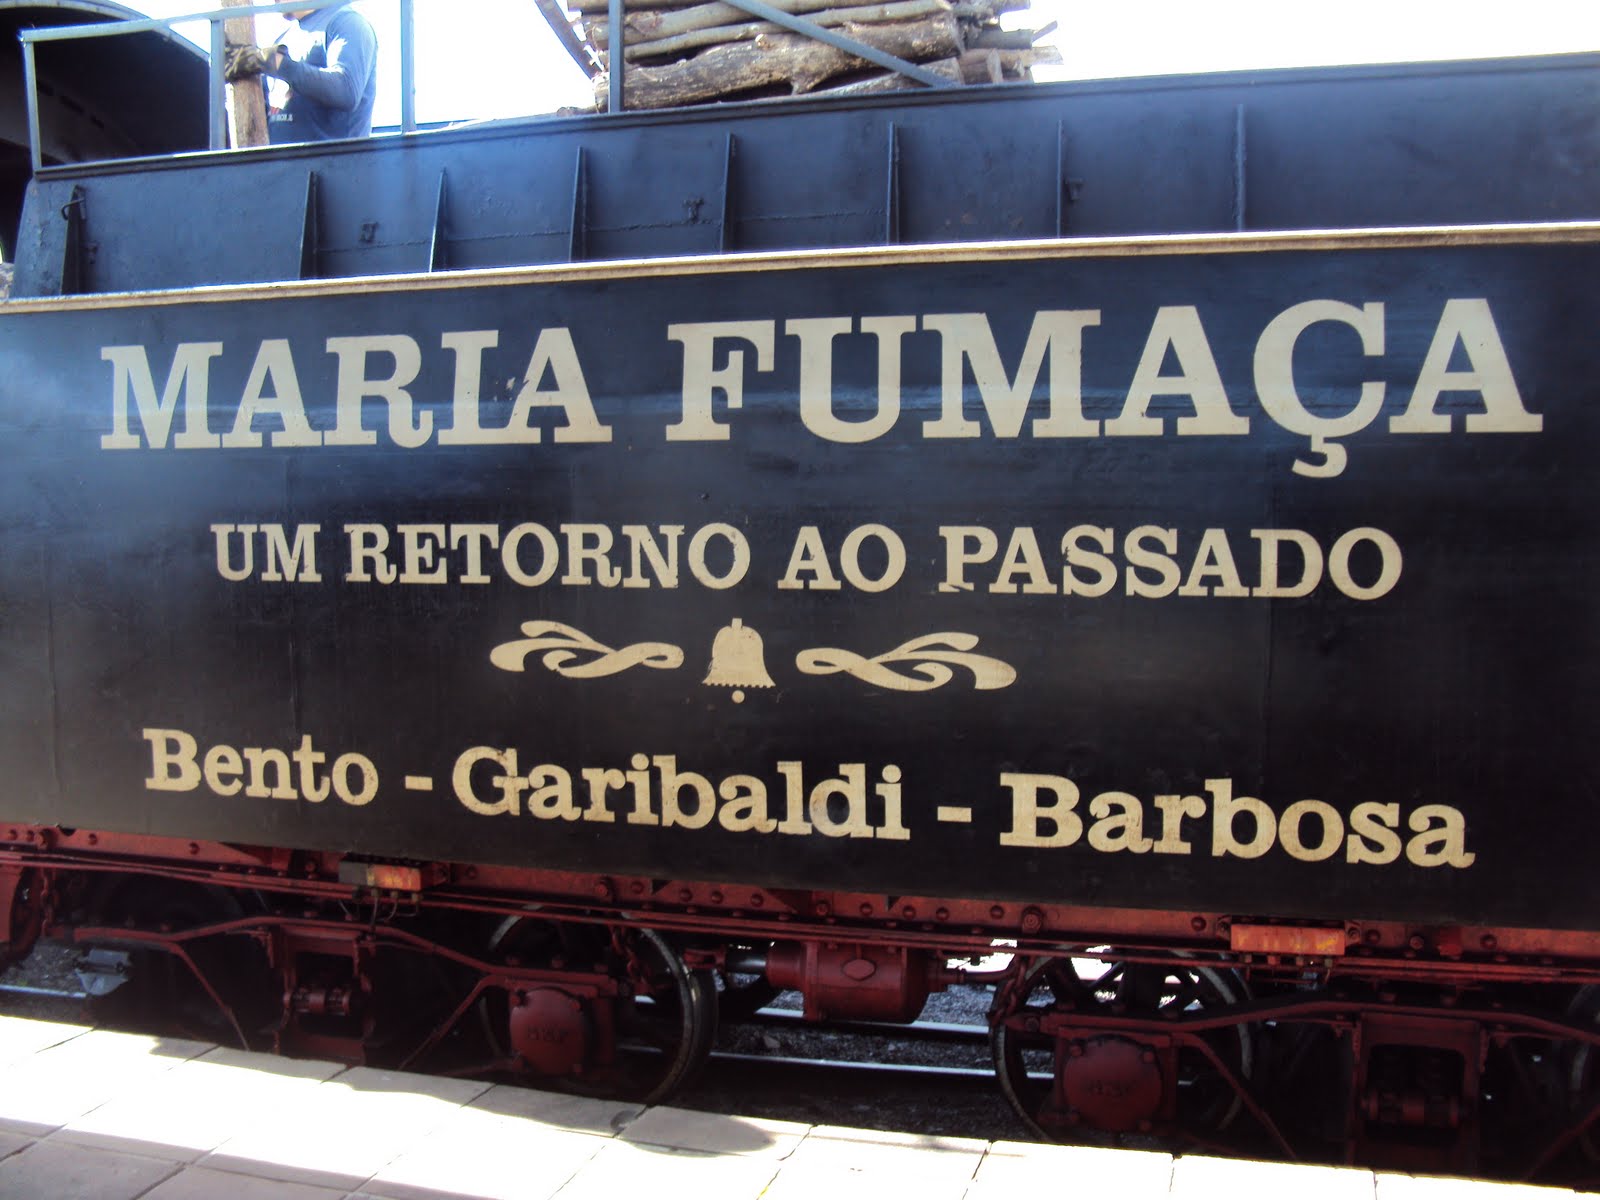 MARIA FUMAÇA
UM RETORNO AO PASSADO
Bento - Garibaldi - Barbosa